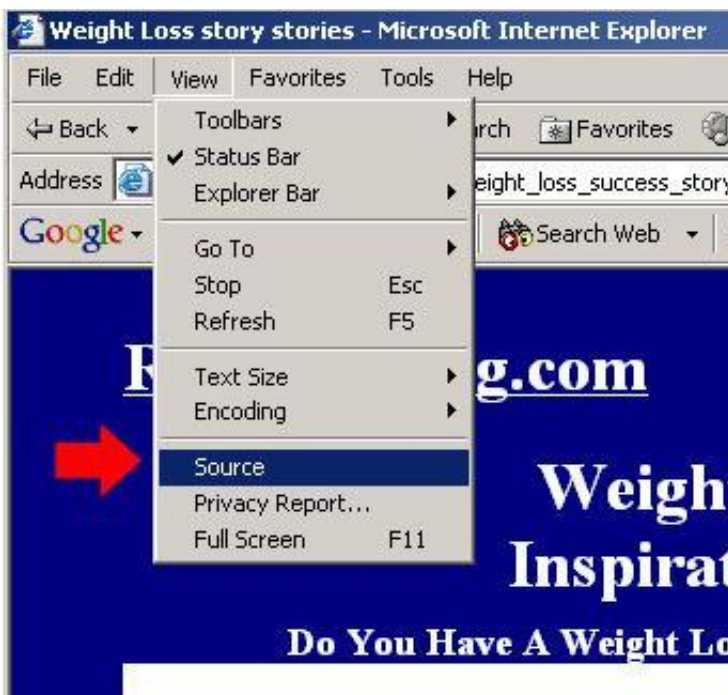 Weight Loss story stories - Microsoft Internet Explorer
File Edit View Favorites Tools Help
Back Favorites
Address
Google Search Web
Toolbars
Status Bar
Explorer Bar
Go To
Stop Esc
Refresh F5
Text Size
Encoding
Source
Privacy Report...
Full Screen F11
g.com
Weigh
Inspirat
Do You Have A Weight Lo